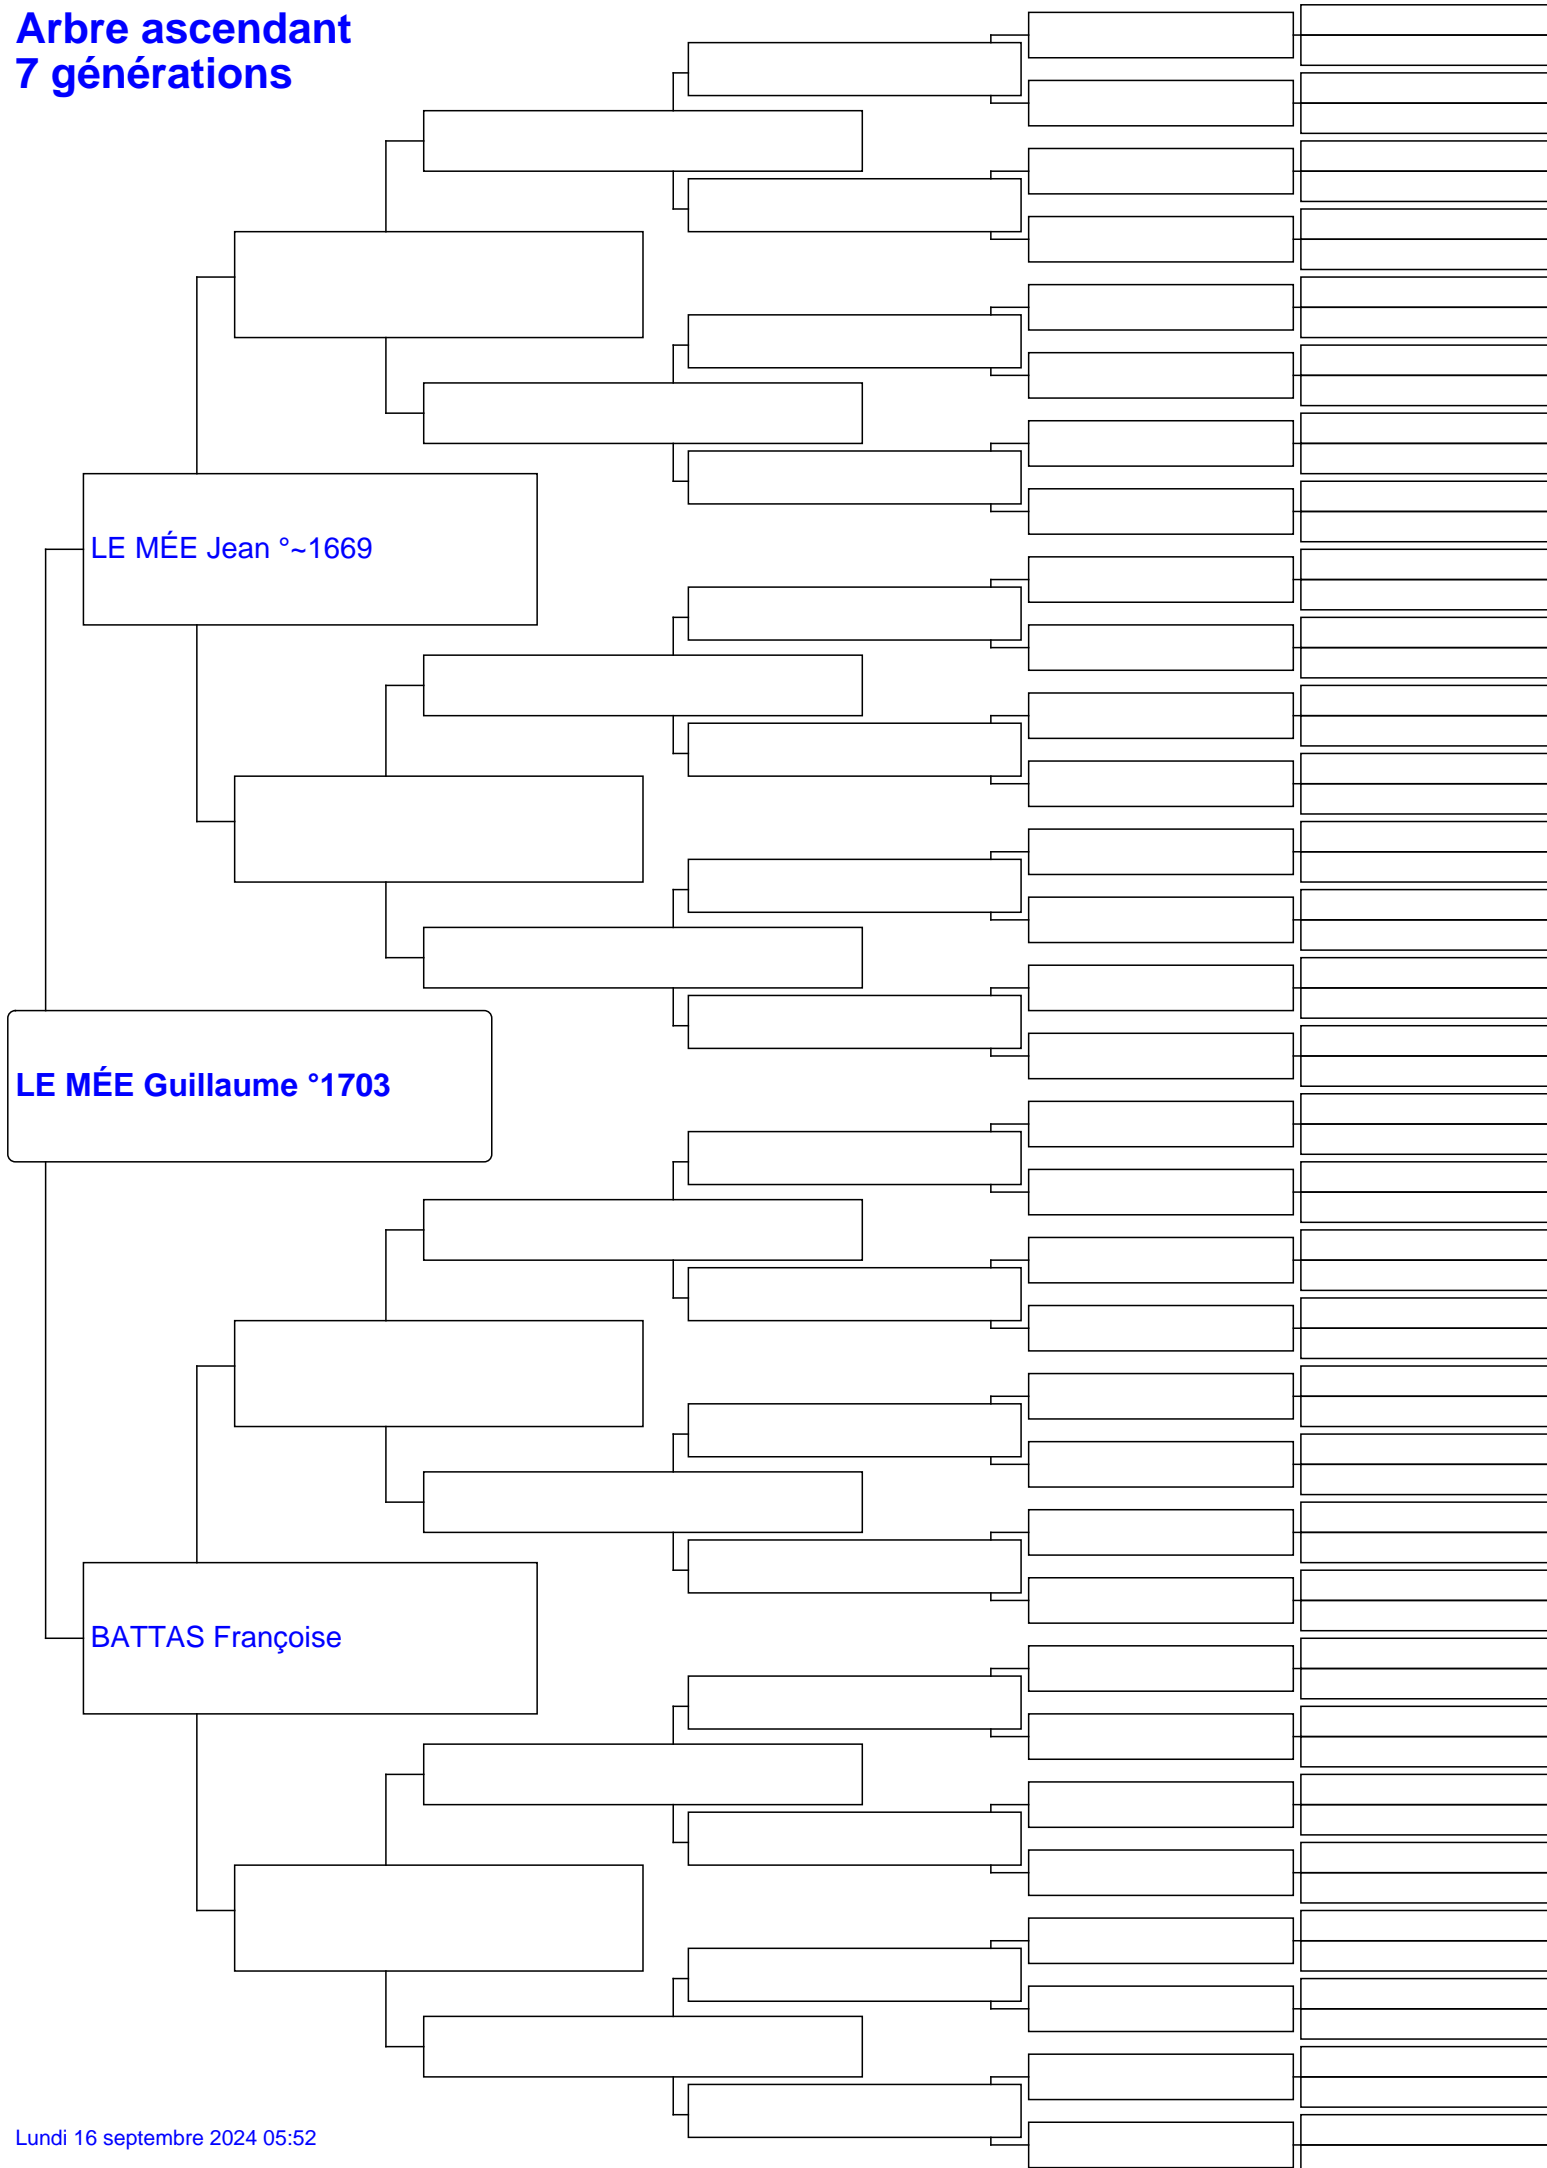 Arbre ascendant
7 générations
LE MÉE Jean °~1669
LE MÉE Guillaume °1703
BATTAS Françoise
Lundi 16 septembre 2024 05:52